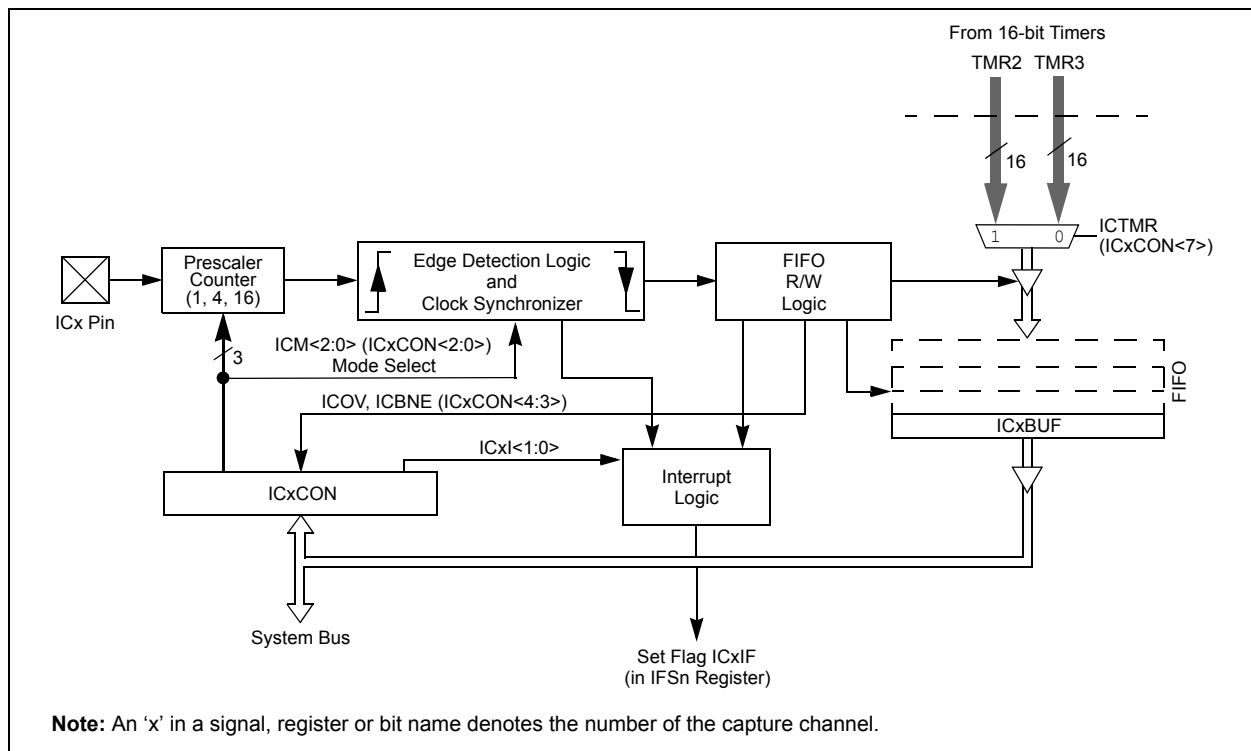 From 16-bit Timers
TMR2 TMR3
16 16
1 0
ICTMR
(ICxCON<7>)
Prescaler
Counter
(1, 4, 16)
Edge Detection Logic
and
Clock Synchronizer
FIFO
R/W
Logic
ICx Pin
3
ICM<2:0> (ICxCON<2:0>)
Mode Select
FIFO
ICOV, ICBNE (ICxCON<4:3>)
ICxBUF
ICxI<1:0>
ICxCON
Interrupt
Logic
System Bus
Set Flag ICxIF
(in IFSn Register)
Note: An ‘x’ in a signal, register or bit name denotes the number of the capture channel.